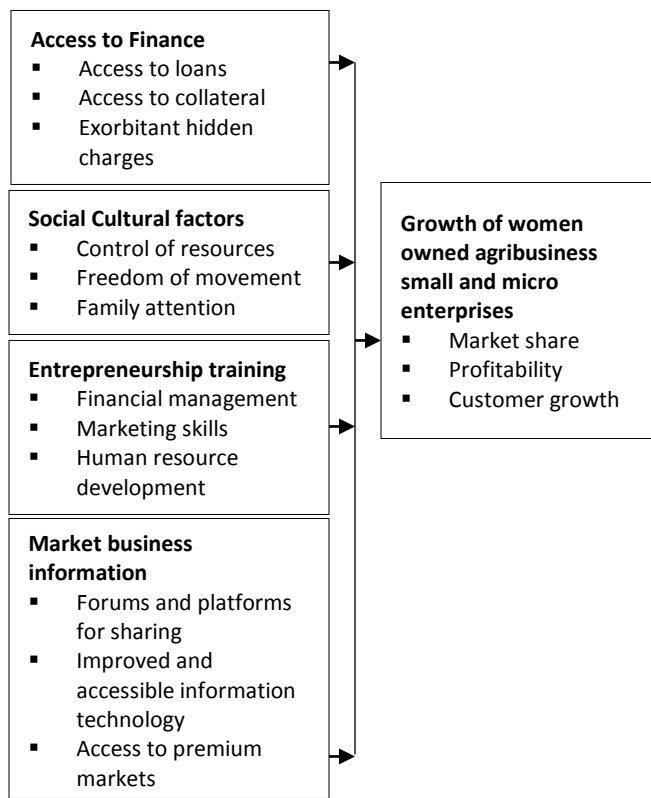 Access to Finance
▪ Access to loans
▪ Access to collateral
▪ Exorbitant hidden
charges
Social Cultural factors
▪ Control of resources
▪ Freedom of movement
▪ Family attention
Entrepreneurship training
▪ Financial management
▪ Marketing skills
▪ Human resource
development
Market business
information
▪ Forums and platforms
for sharing
▪ Improved and
accessible information
technology
▪ Access to premium
markets
Growth of women
owned agribusiness
small and micro
enterprises
▪ Market share
▪ Profitability
▪ Customer growth